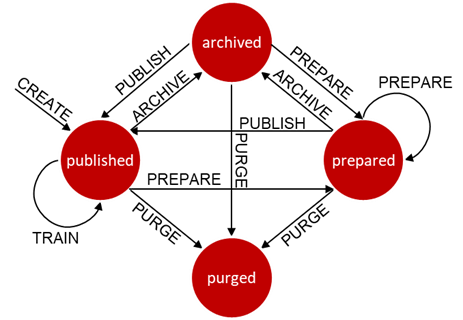 archived
PUBLISH
PREPARE
CREATE
ARCHIVE
ARCHIVE
PREPARE
PUBLISH
published
PURGE
prepared
PREPARE
PURGE
PURGE
TRAIN
purged